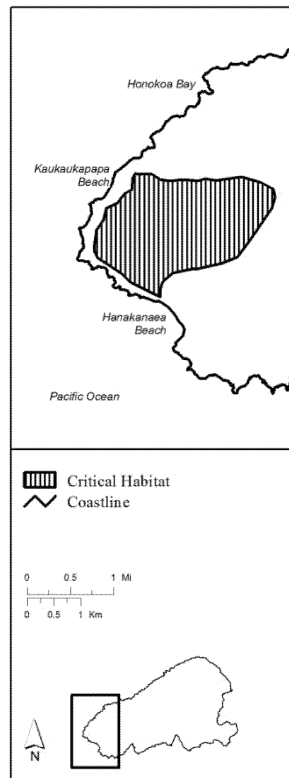 Honokoa Bay
Kaukaukapapa
Beach
Hanakanaea
Beach
Pacific Ocean
Critical Habitat
Coastline
0 0.5 1 Mi
0 0.5 1 Km
N